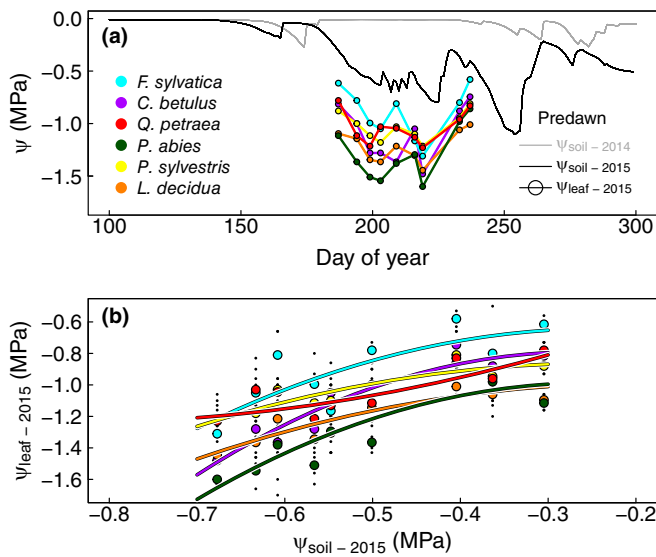 (a)
0.0
−0.5
−1.0
−1.5
Ψ (MPa)
F. sylvatica
C. betulus
Q. petraea
P. abies
P. sylvestris
L. decidua
Predawn
Ψsoil − 2014
Ψsoil − 2015
Ψleaf − 2015
100 150 200 250 300
Day of year
(b)
−0.6
−0.8
−1.0
−1.2
−1.4
−1.6
Ψleaf − 2015 (MPa)
−0.8 −0.7 −0.6 −0.5 −0.4 −0.3 −0.2
Ψsoil − 2015 (MPa)